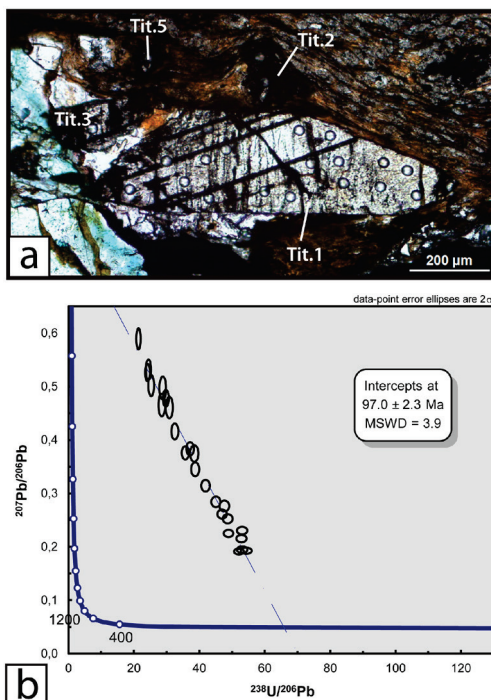 Tit.5
Tit.2
Tit.3
Tit.1
200 µm
a
data-point error ellipses are 2σ
0,6
0,5
0,4
0,3
0,2
0,1
0,0
Intercepts at
97.0 ± 2.3 Ma
MSWD = 3.9
207Pb/206Pb
1200
400
0 20 40 60 80 100 120
238U/206Pb
b